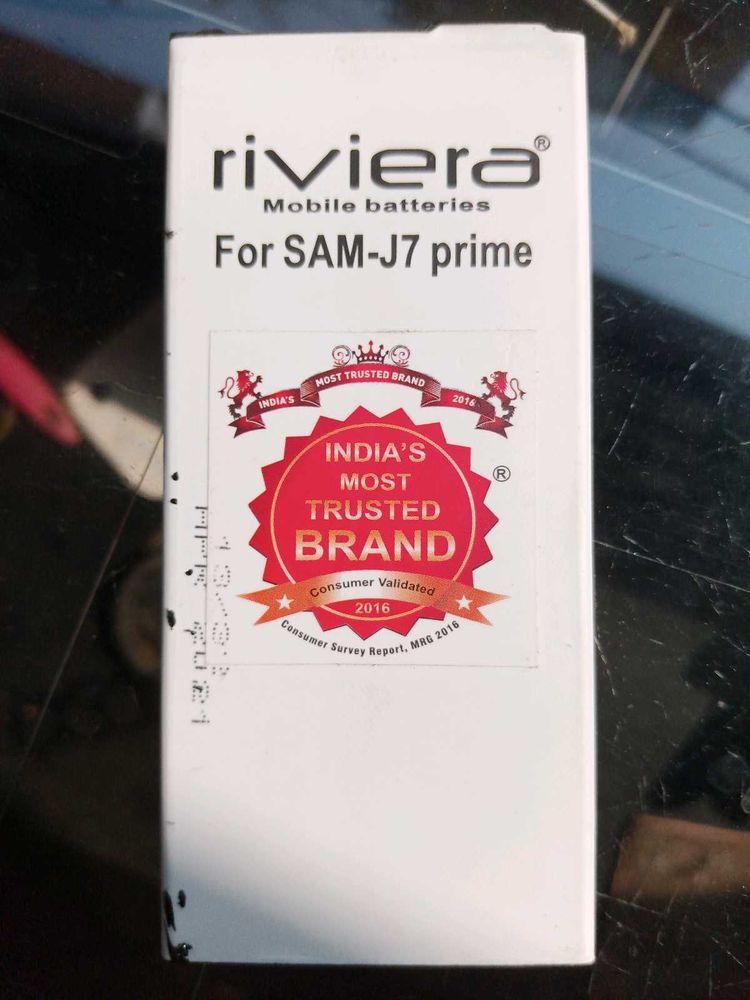 riviera®
Mobile batteries
For SAM-J7 prime
INDIA'S MOST TRUSTED BRAND 2016
INDIA'S
MOST
TRUSTED
BRAND
®
Consumer Validated
2016
Consumer Survey Report, MRG 2016